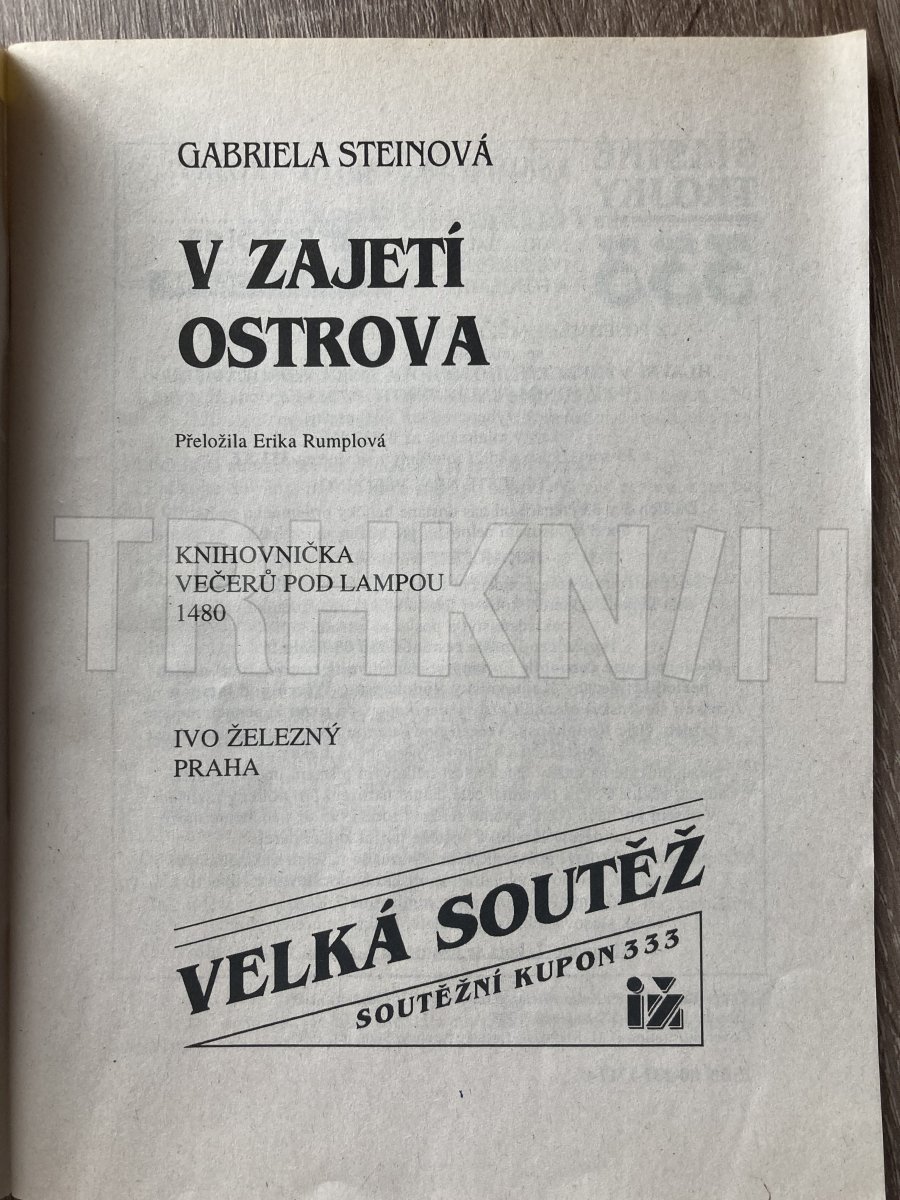 GABRIELA STEINOVÁ
V ZAJETÍ
OSTROVA
Přeložila Erika Rumplová
TRHKNIH
KNIHOVNIČKA
VEČERŮ POD LAMPOU
1480
IVO ŽELEZNÝ
PRAHA
VELKÁ SOUTĚŽ
SOUTĚŽNÍ KUPON 333
iž